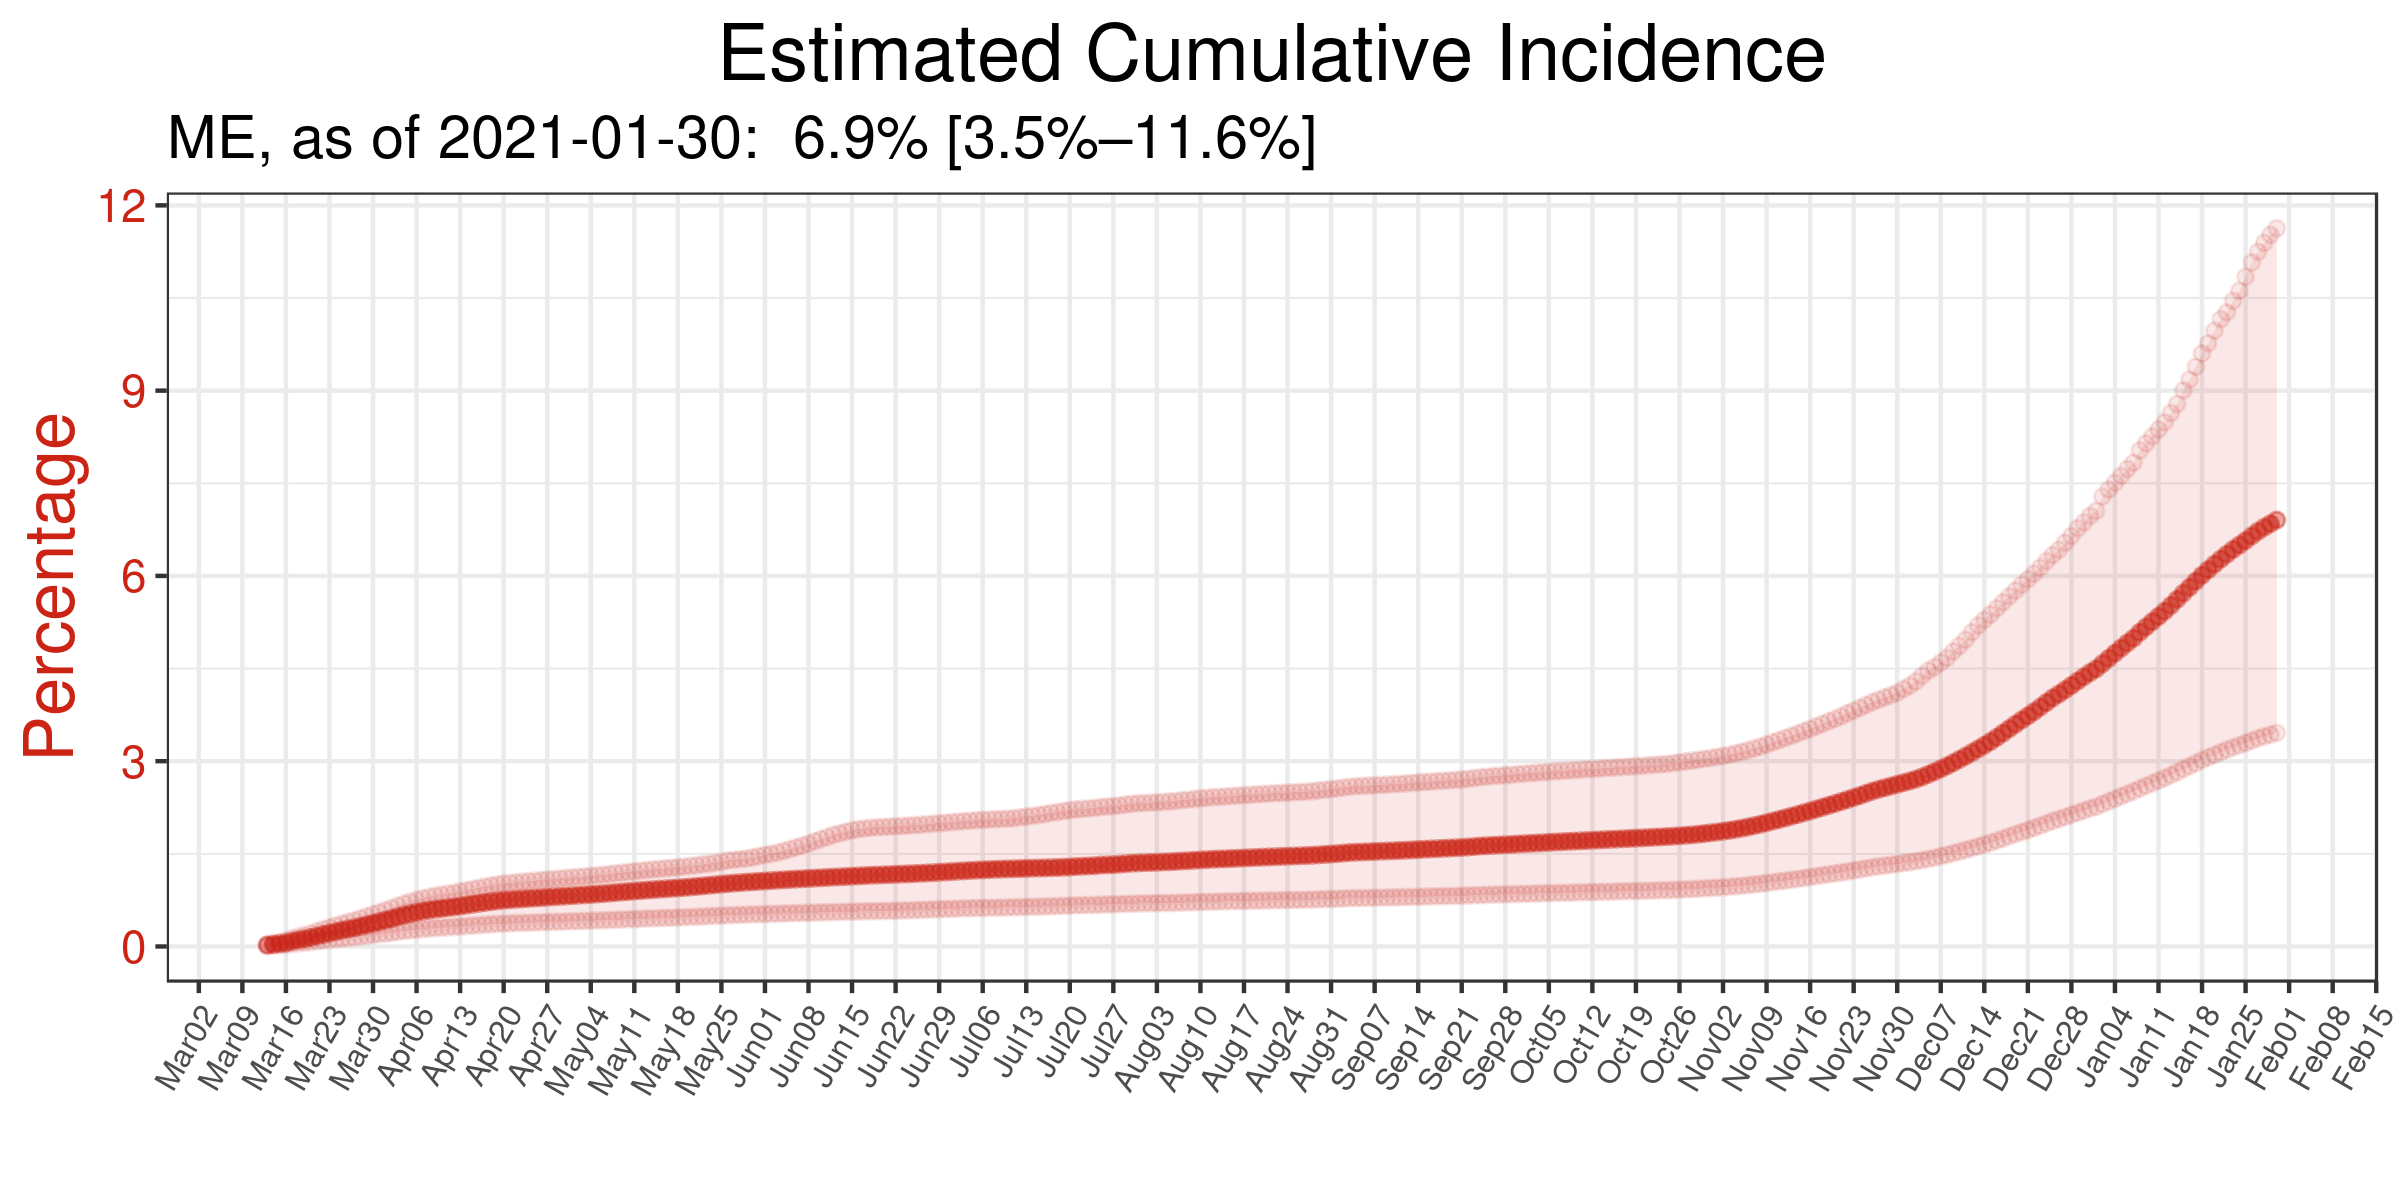 Estimated Cumulative Incidence
ME, as of 2021-01-30:  6.9% [3.5%–11.6%]
Percentage
12
9
6
3
0
Mar02
Mar09
Mar16
Mar23
Mar30
Apr06
Apr13
Apr20
Apr27
May04
May11
May18
May25
Jun01
Jun08
Jun15
Jun22
Jun29
Jul06
Jul13
Jul20
Jul27
Aug03
Aug10
Aug17
Aug24
Aug31
Sep07
Sep14
Sep21
Sep28
Oct05
Oct12
Oct19
Oct26
Nov02
Nov09
Nov16
Nov23
Nov30
Dec07
Dec14
Dec21
Dec28
Jan04
Jan11
Jan18
Jan25
Feb01
Feb08
Feb15